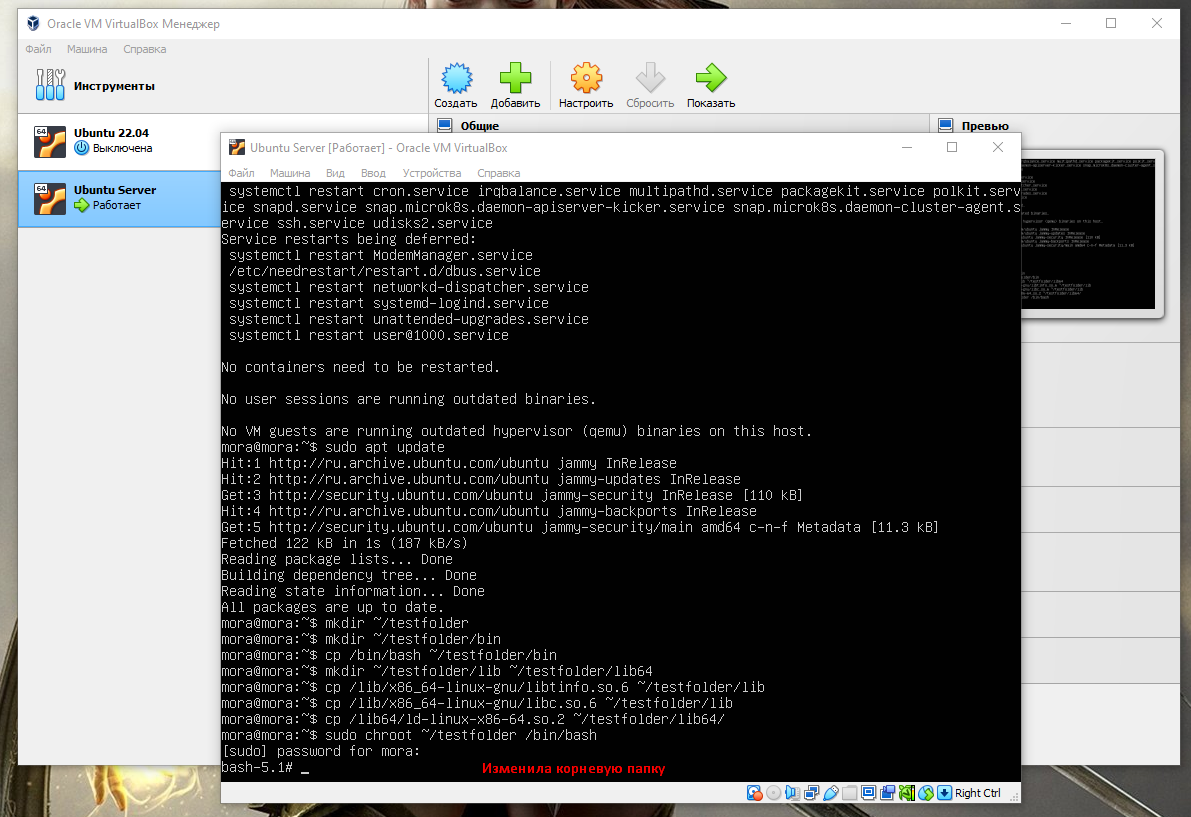 Oracle VM VirtualBox Менеджер
Файл Машина Справка
Инструменты
Создать Добавить Настроить Сбросить Показать
64 Ubuntu 22.04
Выключена
64 Ubuntu Server
Работает
Общие
Превью
Ubuntu Server [Работает] - Oracle VM VirtualBox
Файл Машина Вид Ввод Устройства Справка
systemctl restart cron.service irqbalance.service multipathd.service packagekit.service polkit.serv
ice snapd.service snap.microk8s.daemon-apiserver-kicker.service snap.microk8s.daemon-cluster-agent.s
ervice ssh.service udisks2.service
Service restarts being deferred:
systemctl restart ModemManager.service
/etc/needrestart/restart.d/dbus.service
systemctl restart networkd-dispatcher.service
systemctl restart systemd-logind.service
systemctl restart unattended-upgrades.service
systemctl restart user@1000.service
No containers need to be restarted.
No user sessions are running outdated binaries.
No VM guests are running outdated hypervisor (qemu) binaries on this host.
mora@mora:~$ sudo apt update
Hit:1 http://ru.archive.ubuntu.com/ubuntu jammy InRelease
Hit:2 http://ru.archive.ubuntu.com/ubuntu jammy-updates InRelease
Get:3 http://security.ubuntu.com/ubuntu jammy-security InRelease [110 kB]
Hit:4 http://ru.archive.ubuntu.com/ubuntu jammy-backports InRelease
Get:5 http://security.ubuntu.com/ubuntu jammy-security/main amd64 c-n-f Metadata [11.3 kB]
Fetched 122 kB in 1s (187 kB/s)
Reading package lists... Done
Building dependency tree... Done
Reading state information... Done
All packages are up to date.
mora@mora:~$ mkdir ~/testfolder
mora@mora:~$ mkdir ~/testfolder/bin
mora@mora:~$ cp /bin/bash ~/testfolder/bin
mora@mora:~$ mkdir ~/testfolder/lib ~/testfolder/lib64
mora@mora:~$ cp /lib/x86_64-linux-gnu/libtinfo.so.6 ~/testfolder/lib
mora@mora:~$ cp /lib/x86_64-linux-gnu/libc.so.6 ~/testfolder/lib
mora@mora:~$ cp /lib64/ld-linux-x86-64.so.2 ~/testfolder/lib64/
mora@mora:~$ sudo chroot ~/testfolder /bin/bash
[sudo] password for mora:
bash-5.1# _
Изменила корневую папку
Right Ctrl